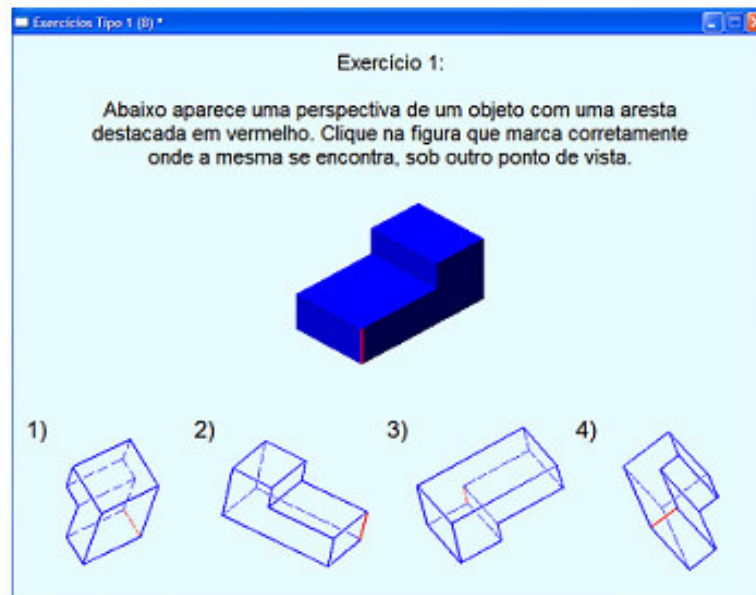 Exercícios Tipo 1 (8) *
Exercício 1:
Abaixo aparece uma perspectiva de um objeto com uma aresta
destacada em vermelho. Clique na figura que marca corretamente
onde a mesma se encontra, sob outro ponto de vista.
1) 2) 3) 4)